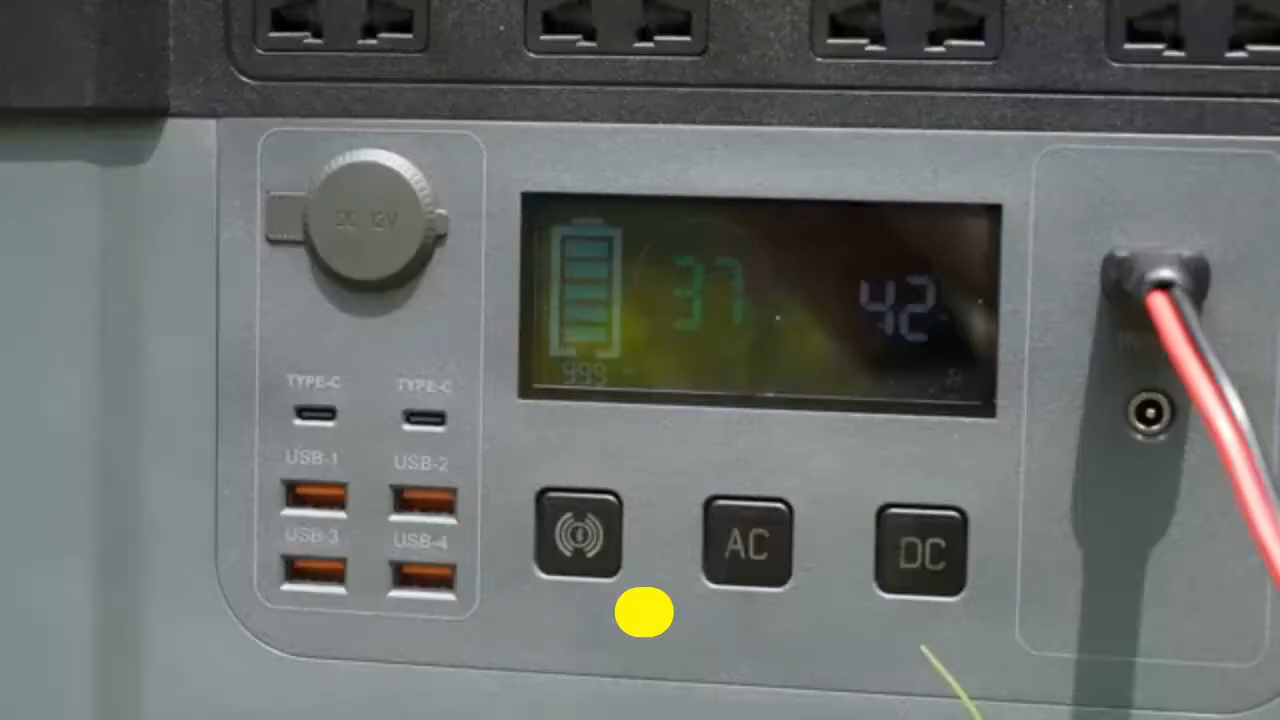 DC 12V
37
42
999
TYPE-C TYPE-C
USB-1 USB-2
USB-3 USB-4
AC
DC